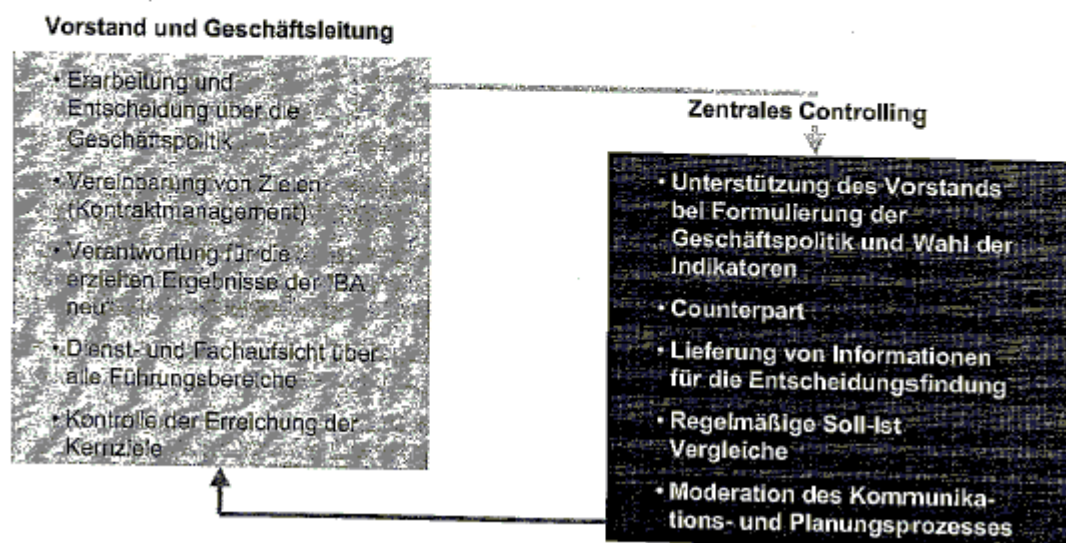 Vorstand und Geschäftsleitung
• Erarbeitung und
Entscheidung über die
Geschäftspolitik
• Vereinbarung von Zielen
(Kontraktmanagement)
• Verantwortung für die
erzielten Ergebnisse der "BA
neu"
• Dienst- und Fachaufsicht über
alle Führungsbereiche
• Kontrolle der Erreichung der
Kernziele
Zentrales Controlling
• Unterstützung des Vorstands
bei Formulierung der
Geschäftspolitik und Wahl der
Indikatoren
• Counterpart
• Lieferung von Informationen
für die Entscheidungsfindung
• Regelmäßige Soll-Ist
Vergleiche
• Moderation des Kommunika-
tions- und Planungsprozesses